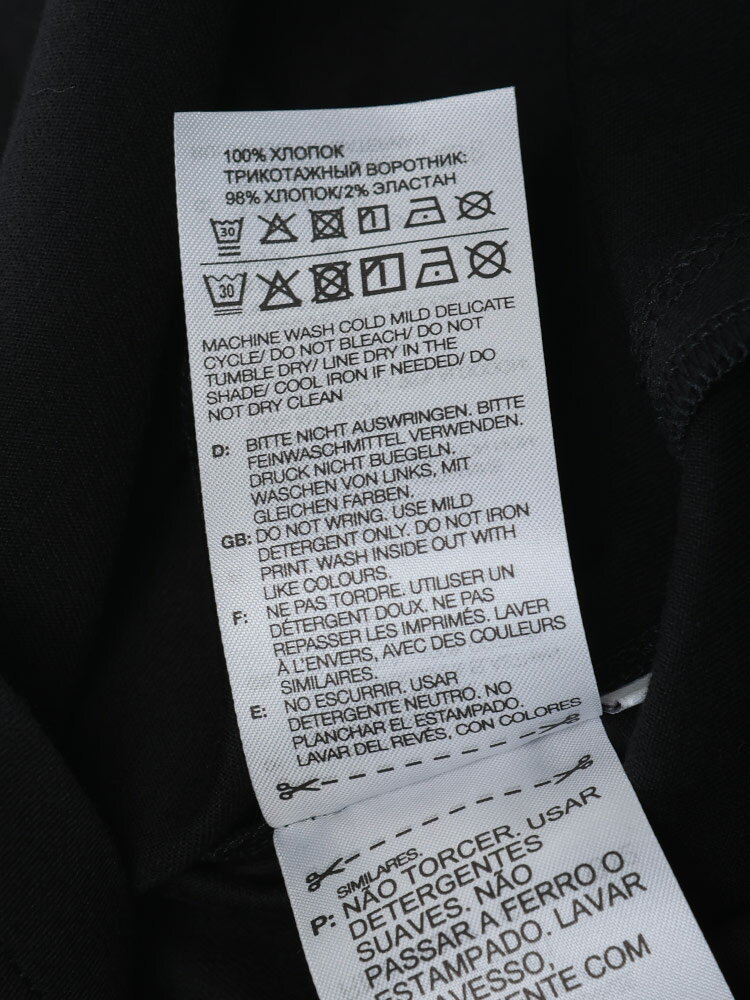 100% ХЛОПОК
ТРИКОТАЖНЫЙ ВОРОТНИК:
98% ХЛОПОК/2% ЭЛАСТАН
30
30
MACHINE WASH COLD MILD DELICATE
CYCLE/ DO NOT BLEACH/ DO NOT
TUMBLE DRY/ LINE DRY IN THE
SHADE/ COOL IRON IF NEEDED/ DO
NOT DRY CLEAN
D: BITTE NICHT AUSWRINGEN. BITTE
FEINWASCHMITTEL VERWENDEN.
DRUCK NICHT BUEGELN.
WASCHEN VON LINKS, MIT
GLEICHEN FARBEN.
GB: DO NOT WRING. USE MILD
DETERGENT ONLY. DO NOT IRON
PRINT. WASH INSIDE OUT WITH
LIKE COLOURS.
F: NE PAS TORDRE. UTILISER UN
DÉTERGENT DOUX. NE PAS
REPASSER LES IMPRIMÉS. LAVER
À L'ENVERS, AVEC DES COULEURS
SIMILAIRES.
E: NO ESCURRIR. USAR
DETERGENTE NEUTRO. NO
PLANCHAR EL ESTAMPADO.
LAVAR DEL REVÉS, CON COLORES
SIMILARES.
P: NÃO TORCER. USAR
DETERGENTES
SUAVES. NÃO
PASSAR A FERRO O
ESTAMPADO. LAVAR
COM